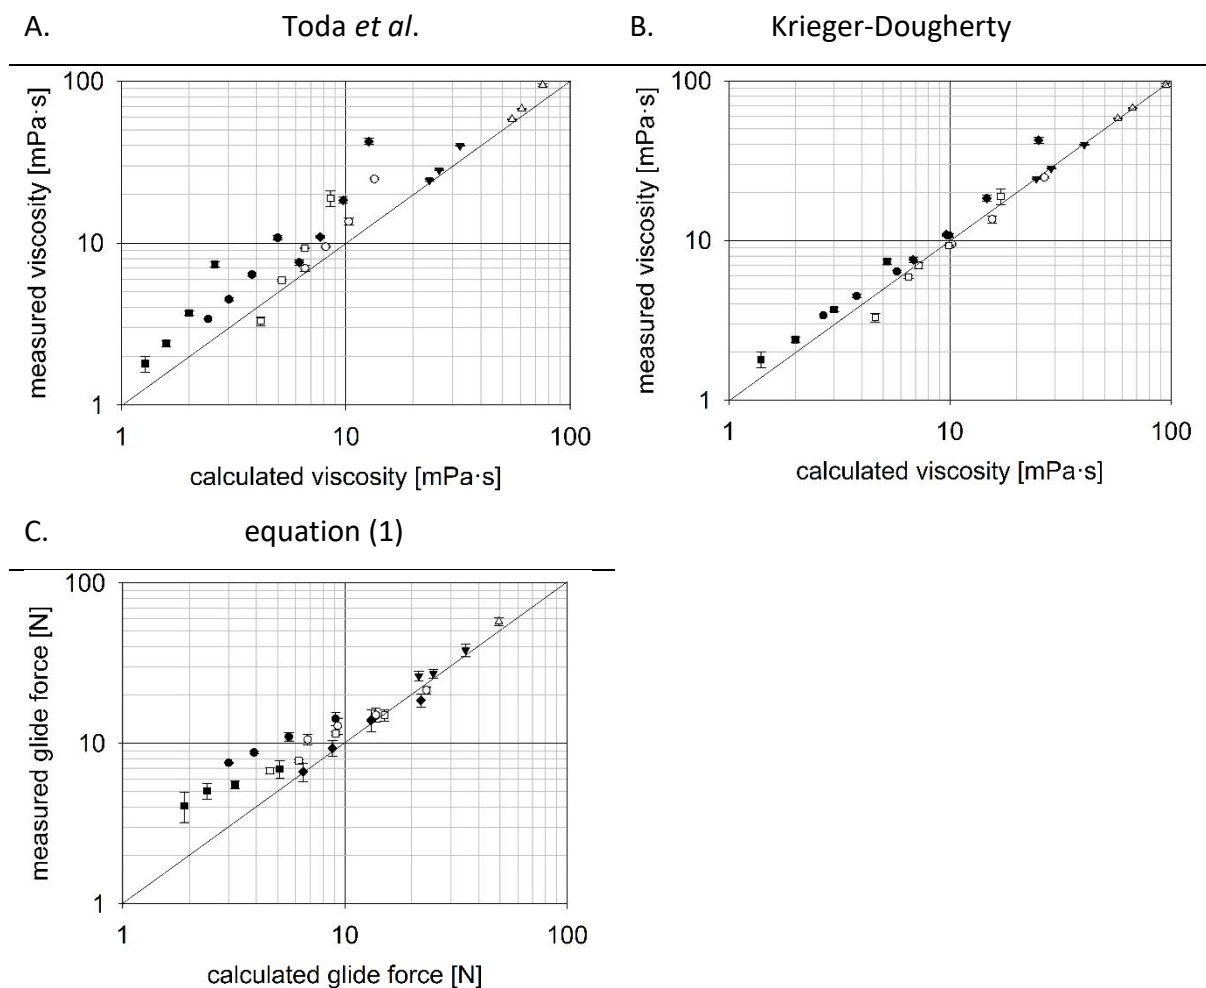 A. Toda et al. B. Krieger-Dougherty
100
10
1
measured viscosity [mPa·s]
1 10 100
calculated viscosity [mPa·s]
100
10
1
measured viscosity [mPa·s]
1 10 100
calculated viscosity [mPa·s]
C. equation (1)
100
10
1
measured glide force [N]
1 10 100
calculated glide force [N]